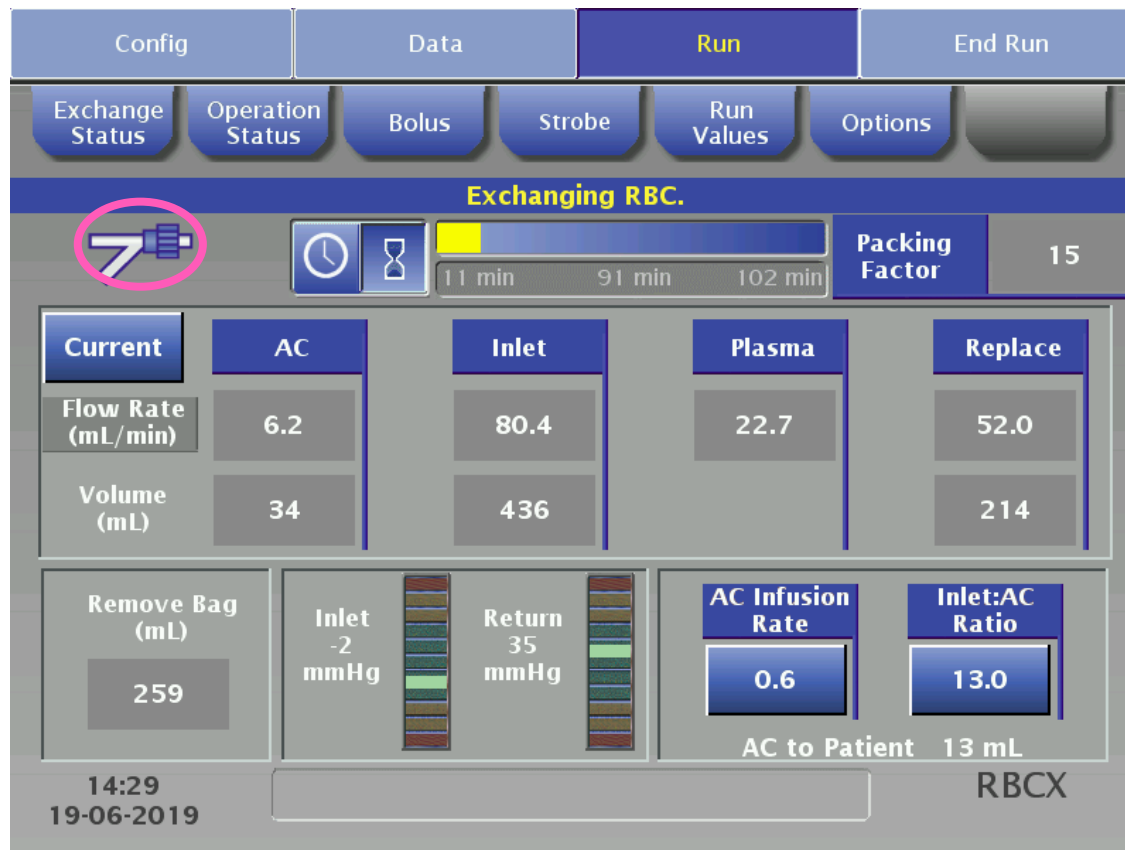 Config
Data
Run
End Run
Exchange
Status
Operation
Status
Bolus
Strobe
Run
Values
Options
Exchanging RBC.
11 min
91 min
102 min
Packing
Factor
15
Current
AC
Inlet
Plasma
Replace
Flow Rate
(mL/min)
6.2
80.4
22.7
52.0
Volume
(mL)
34
436
214
Remove Bag
(mL)
259
Inlet
-2
mmHg
Return
35
mmHg
AC Infusion
Rate
0.6
Inlet:AC
Ratio
13.0
AC to Patient 13 mL
14:29
19-06-2019
RBCX